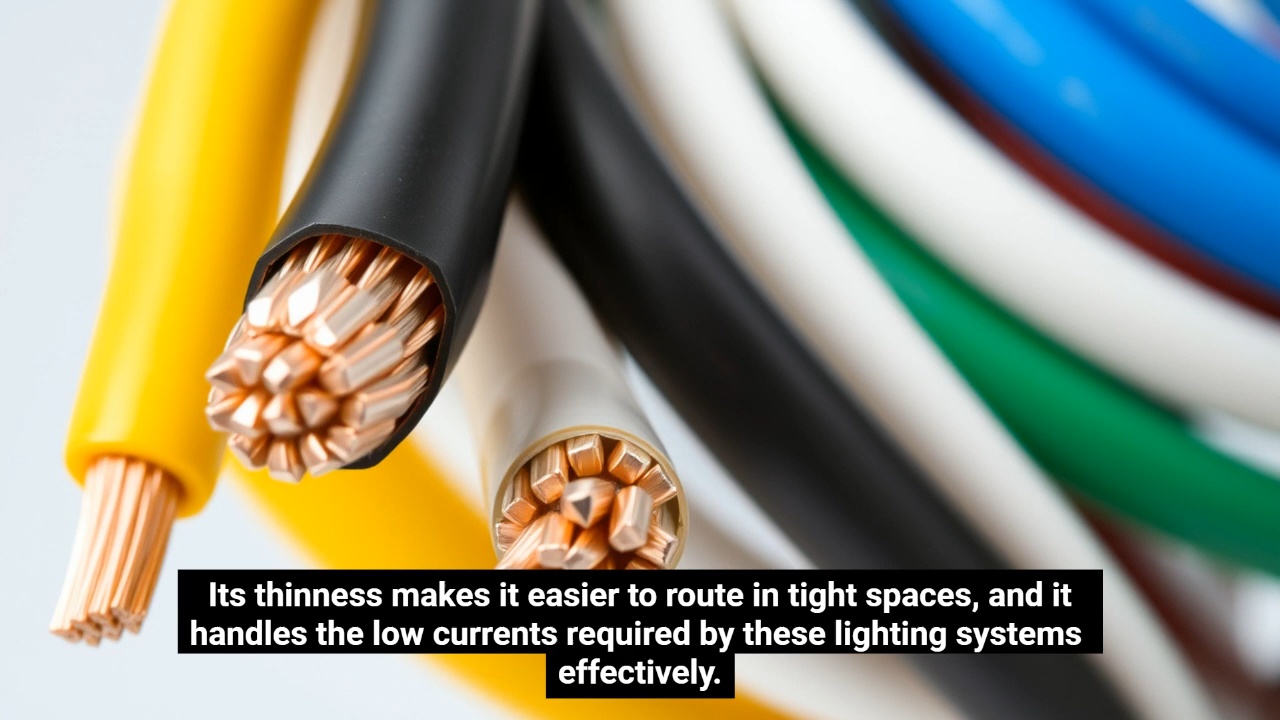 Its thinness makes it easier to route in tight spaces, and it
handles the low currents required by these lighting systems
effectively.